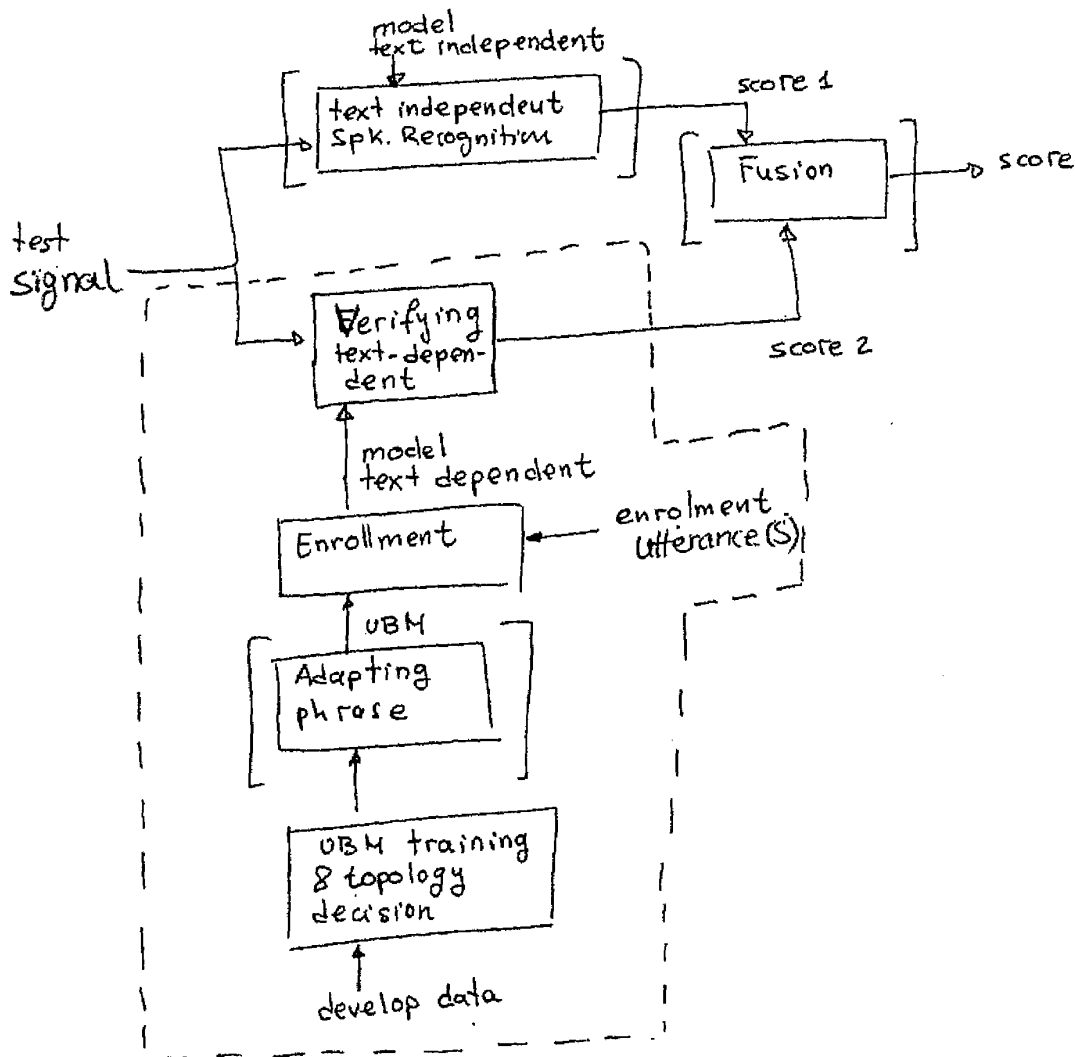 model
text independent
text independent
Spk. Recognition
score 1
Fusion
score
test
signal
Verifying
text-depen-
dent
score 2
model
text dependent
Enrollment
enrolment
utterance(s)
UBM
Adapting
phrase
UBM training
& topology
decision
develop data